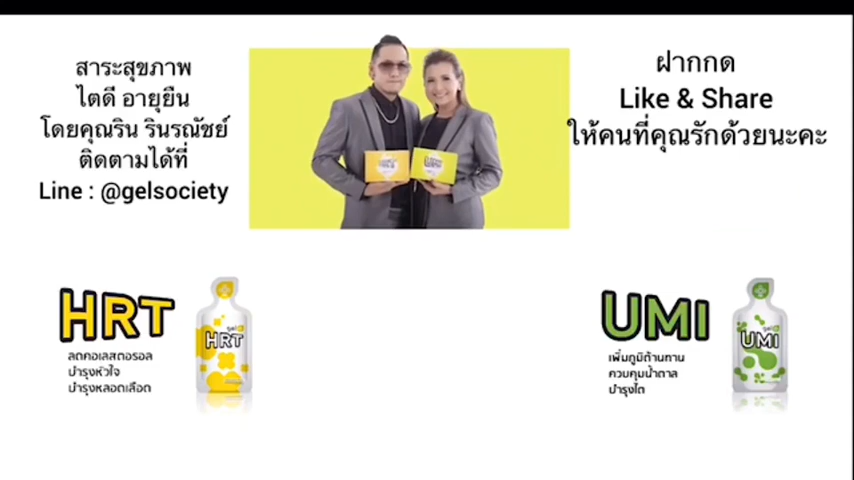 สาระสุขภาพ
ไตดี อายุยืน
โดยคุณริน รินรณัชย์
ติดตามได้ที่
Line : @gelsociety
ฝากกด
Like & Share
ให้คนที่คุณรักด้วยนะคะ
HRT
ลดคอเลสตอรอล
บำรุงหัวใจ
บำรุงหลอดเลือด
gel
HRT
UMI
เพิ่มภูมิต้านทาน
ควบคุมน้ำตาล
บำรุงไต
gel
UMI